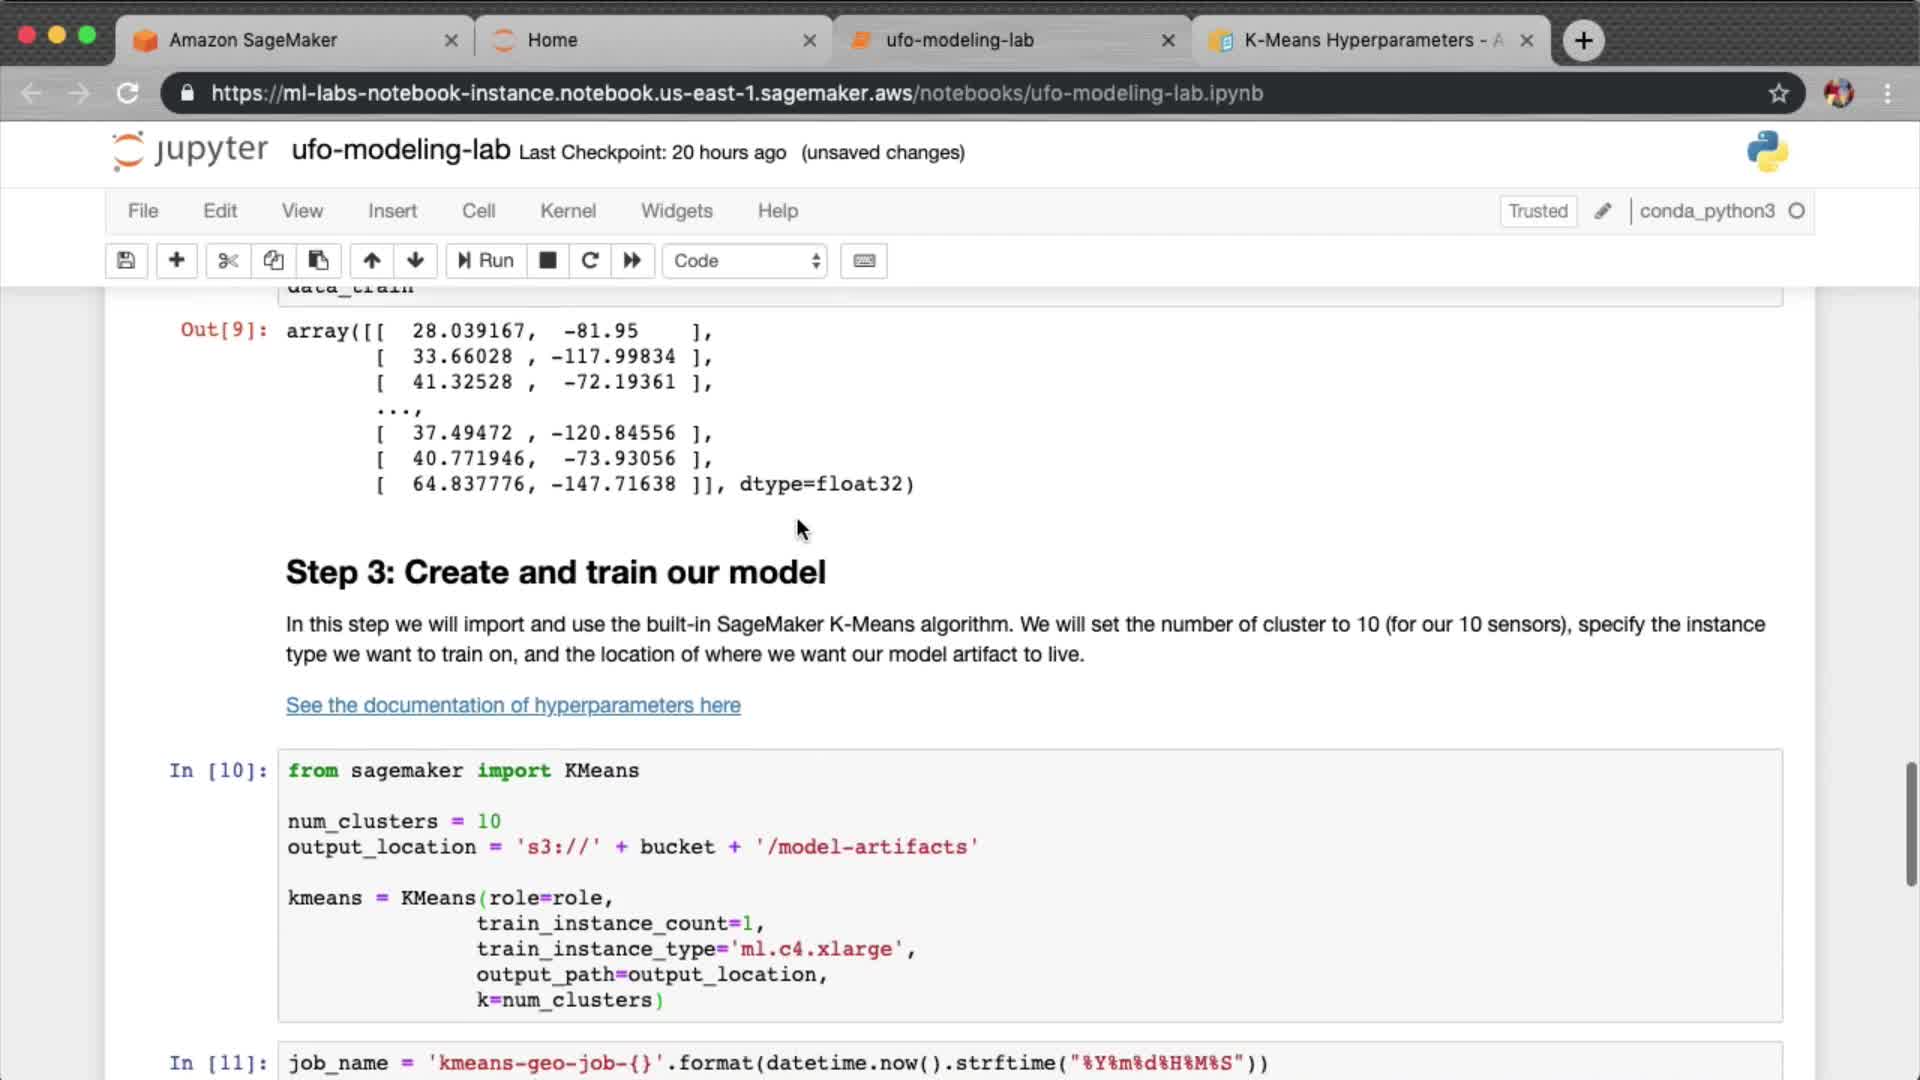 Amazon SageMaker
Home
ufo-modeling-lab
K-Means Hyperparameters - A
https://ml-labs-notebook-instance.notebook.us-east-1.sagemaker.aws/notebooks/ufo-modeling-lab.ipynb
jupyter ufo-modeling-lab Last Checkpoint: 20 hours ago (unsaved changes)
File Edit View Insert Cell Kernel Widgets Help Trusted conda_python3
Run Code
data_train
Out[9]: array([[ 28.039167, -81.95 ],
[ 33.66028 , -117.99834 ],
[ 41.32528 , -72.19361 ],
...,
[ 37.49472 , -120.84556 ],
[ 40.771946, -73.93056 ],
[ 64.837776, -147.71638 ]], dtype=float32)
Step 3: Create and train our model
In this step we will import and use the built-in SageMaker K-Means algorithm. We will set the number of cluster to 10 (for our 10 sensors), specify the instance
type we want to train on, and the location of where we want our model artifact to live.
See the documentation of hyperparameters here
In [10]: from sagemaker import KMeans
num_clusters = 10
output_location = 's3://' + bucket + '/model-artifacts'
kmeans = KMeans(role=role,
train_instance_count=1,
train_instance_type='ml.c4.xlarge',
output_path=output_location,
k=num_clusters)
In [11]: job_name = 'kmeans-geo-job-{}'.format(datetime.now().strftime("%Y%m%d%H%M%S"))